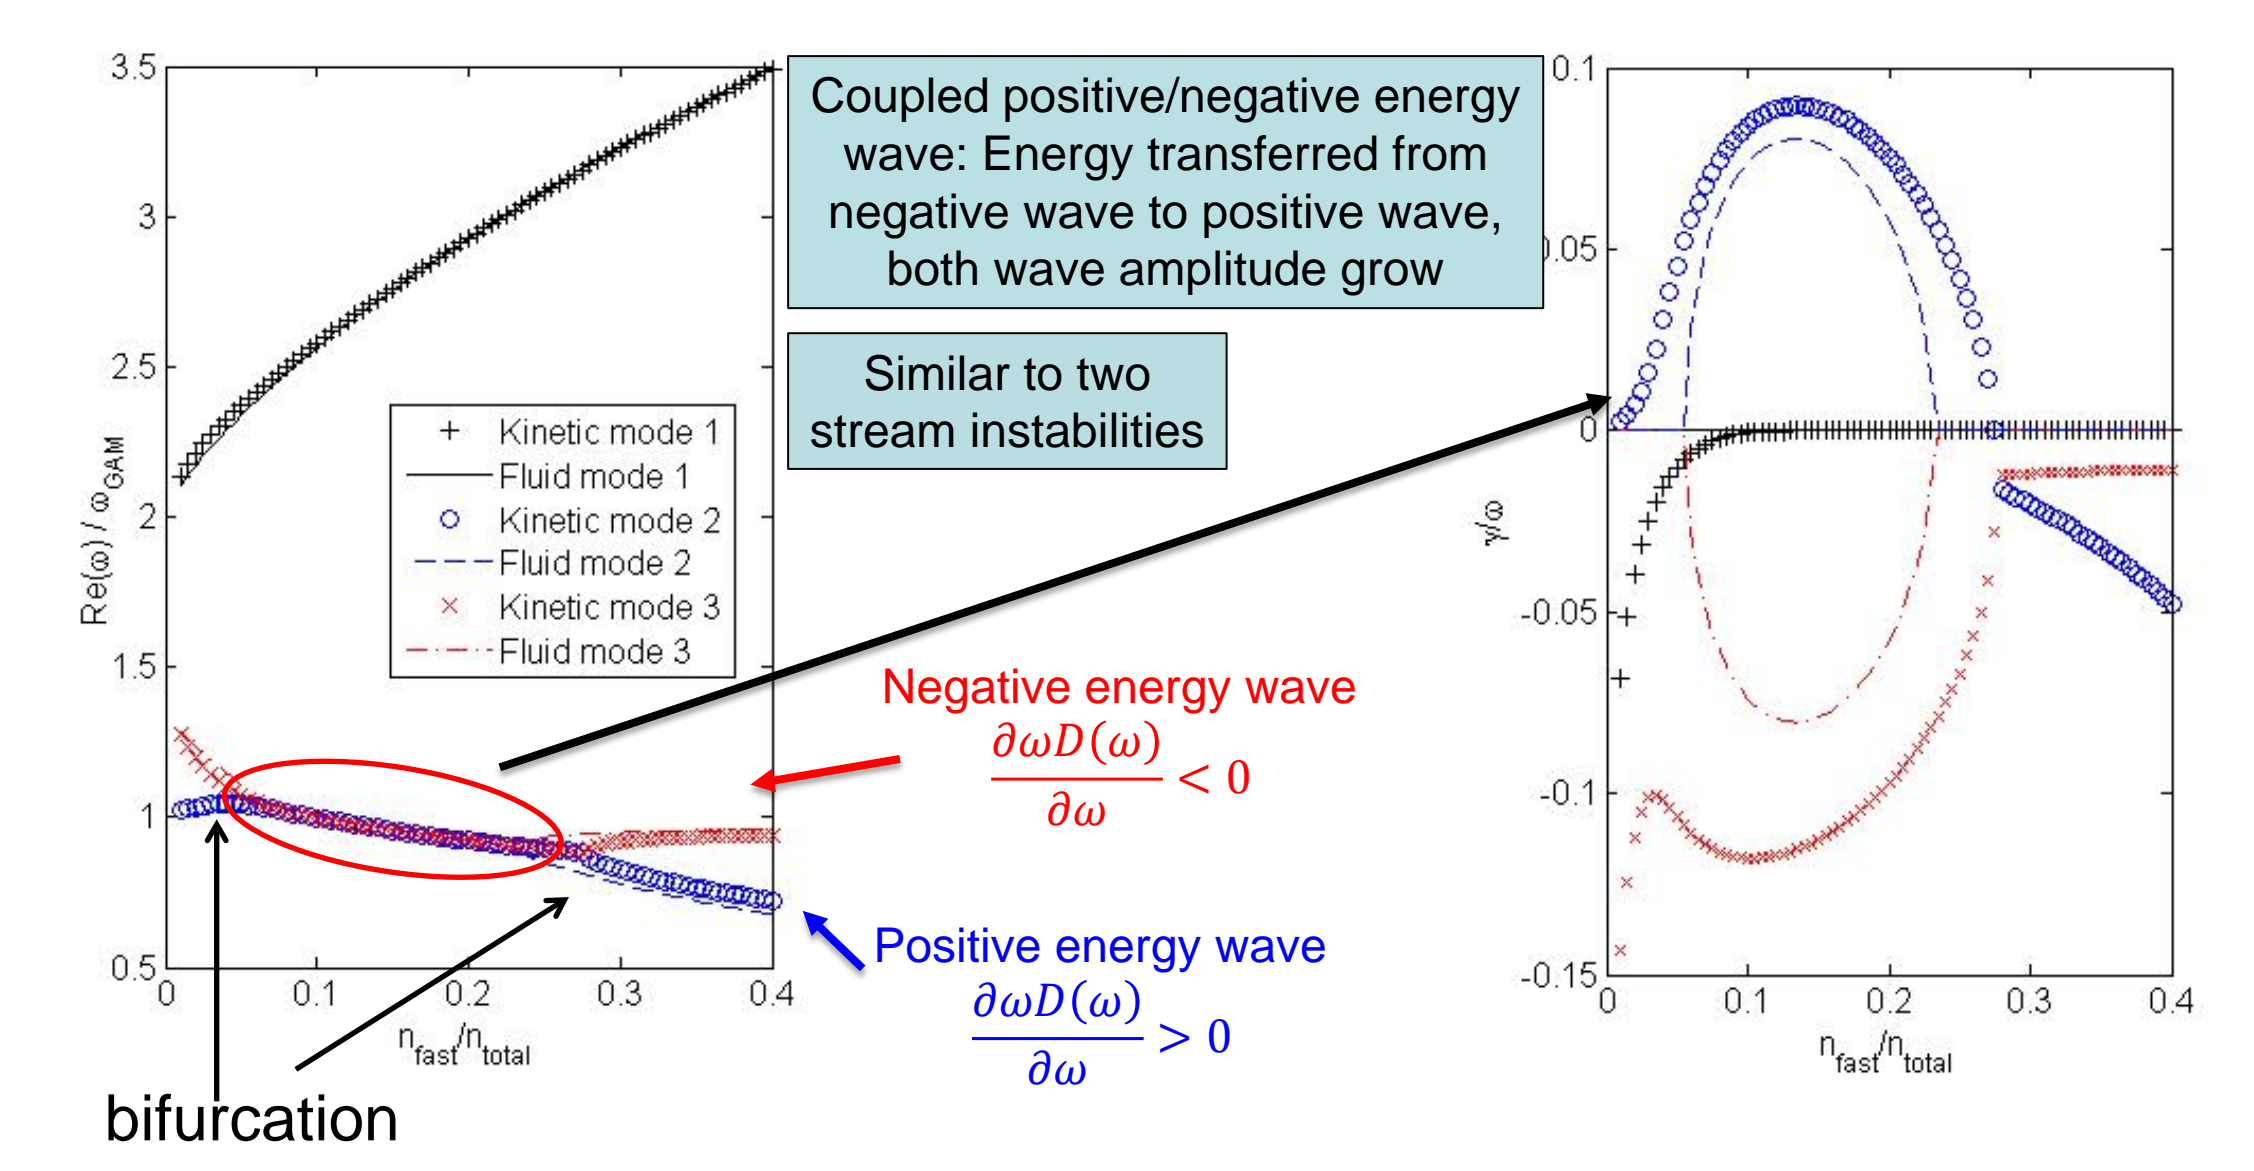 3.5
3
2.5
2
1.5
1
0.5
0
0.1
0.2
0.3
0.4
Re(ω) / ω_GAM
n_fast/n_total
+ Kinetic mode 1
Fluid mode 1
Kinetic mode 2
Fluid mode 2
× Kinetic mode 3
Fluid mode 3
bifurcation
Coupled positive/negative energy
wave: Energy transferred from
negative wave to positive wave,
both wave amplitude grow
Similar to two
stream instabilities
Negative energy wave
∂ωD(ω)
∂ω
< 0
Positive energy wave
∂ωD(ω)
∂ω
> 0
0.1
.05
0
-0.05
-0.1
-0.15
0
0.1
0.2
0.3
0.4
γ/ω
n_fast/n_total